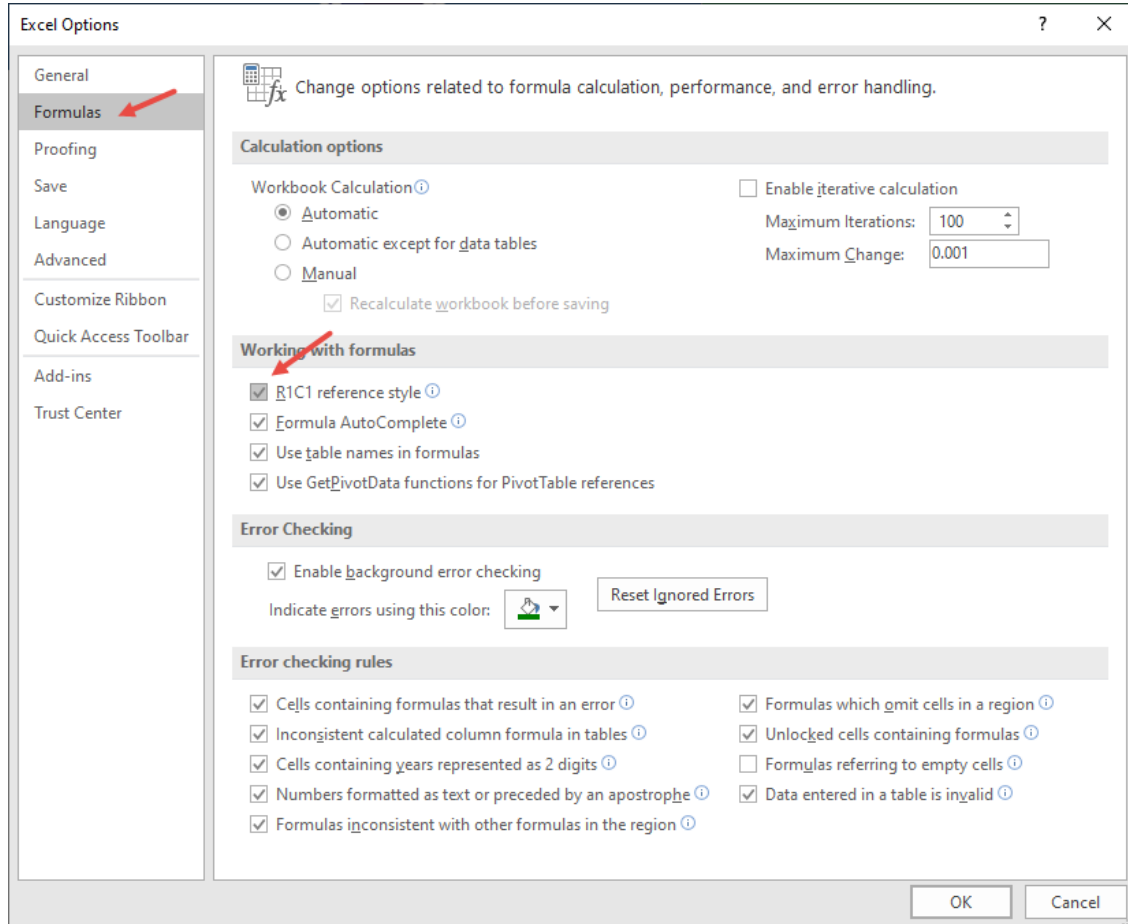 Excel Options
?
General
Formulas
Proofing
Save
Language
Advanced
Customize Ribbon
Quick Access Toolbar
Add-ins
Trust Center
fx Change options related to formula calculation, performance, and error handling.
Calculation options
Workbook Calculation
Automatic
Automatic except for data tables
Manual
Recalculate workbook before saving
Enable iterative calculation
Maximum Iterations: 100
Maximum Change: 0.001
Working with formulas
R1C1 reference style
Formula AutoComplete
Use table names in formulas
Use GetPivotData functions for PivotTable references
Error Checking
Enable background error checking
Indicate errors using this color:
Reset Ignored Errors
Error checking rules
Cells containing formulas that result in an error
Inconsistent calculated column formula in tables
Cells containing years represented as 2 digits
Numbers formatted as text or preceded by an apostrophe
Formulas inconsistent with other formulas in the region
Formulas which omit cells in a region
Unlocked cells containing formulas
Formulas referring to empty cells
Data entered in a table is invalid
OK
Cancel